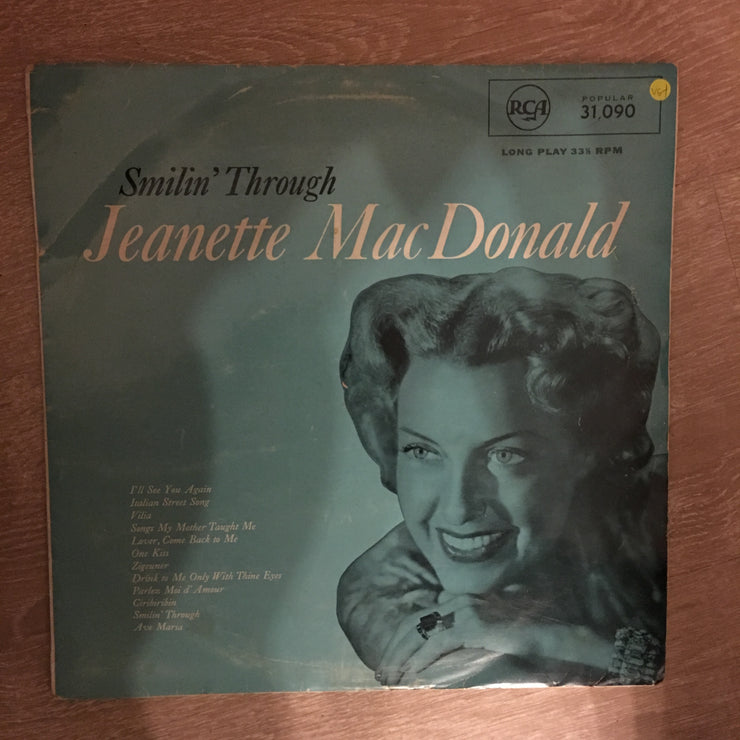 RCA
POPULAR
31,090
VG+
LONG PLAY 33⅓ RPM
Smilin' Through
Jeanette MacDonald
I'll See You Again
Italian Street Song
Vilia
Songs My Mother Taught Me
Lover, Come Back to Me
One Kiss
Zigeuner
Drink to Me Only With Thine Eyes
Parlez Moi d'Amour
Ciribiribin
Smilin' Through
Ave Maria